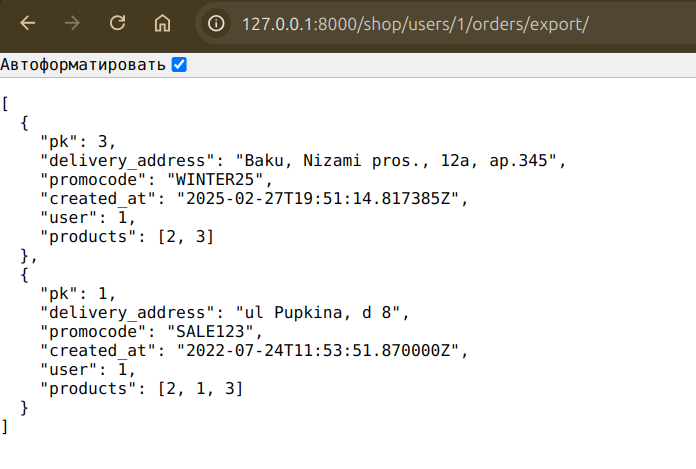 127.0.0.1:8000/shop/users/1/orders/export/
Автоформатировать
[
  {
    "pk": 3,
    "delivery_address": "Baku, Nizami pros., 12a, ap.345",
    "promocode": "WINTER25",
    "created_at": "2025-02-27T19:51:14.817385Z",
    "user": 1,
    "products": [2, 3]
  },
  {
    "pk": 1,
    "delivery_address": "ul Pupkina, d 8",
    "promocode": "SALE123",
    "created_at": "2022-07-24T11:53:51.870000Z",
    "user": 1,
    "products": [2, 1, 3]
  }
]